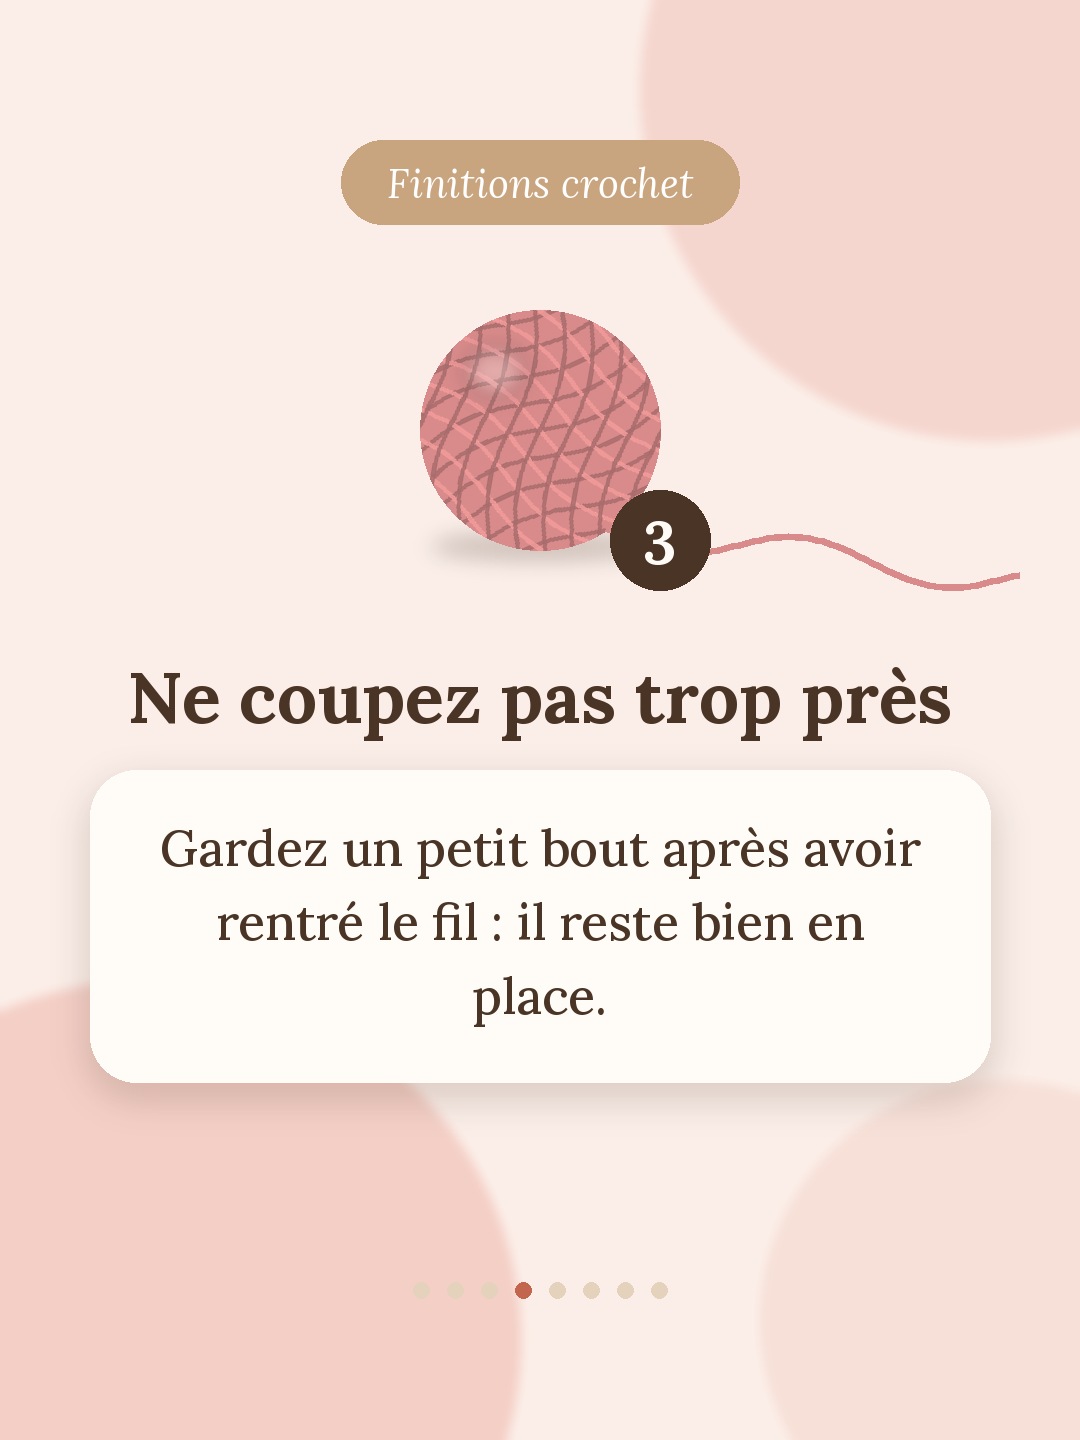 Finitions crochet
3
Ne coupez pas trop près
Gardez un petit bout après avoir
rentré le fil : il reste bien en
place.